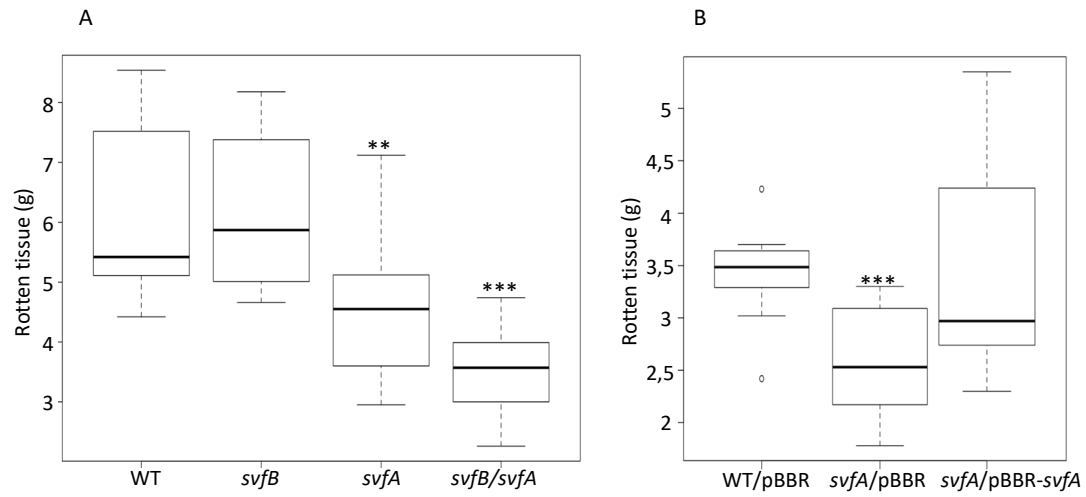 A
Rotten tissue (g)
8
7
6
5
4
3
**
***
WT
svfB
svfA
svfB/svfA
B
Rotten tissue (g)
5
4,5
4
3,5
3
2,5
2
***
WT/pBBR
svfA/pBBR
svfA/pBBR-svfA